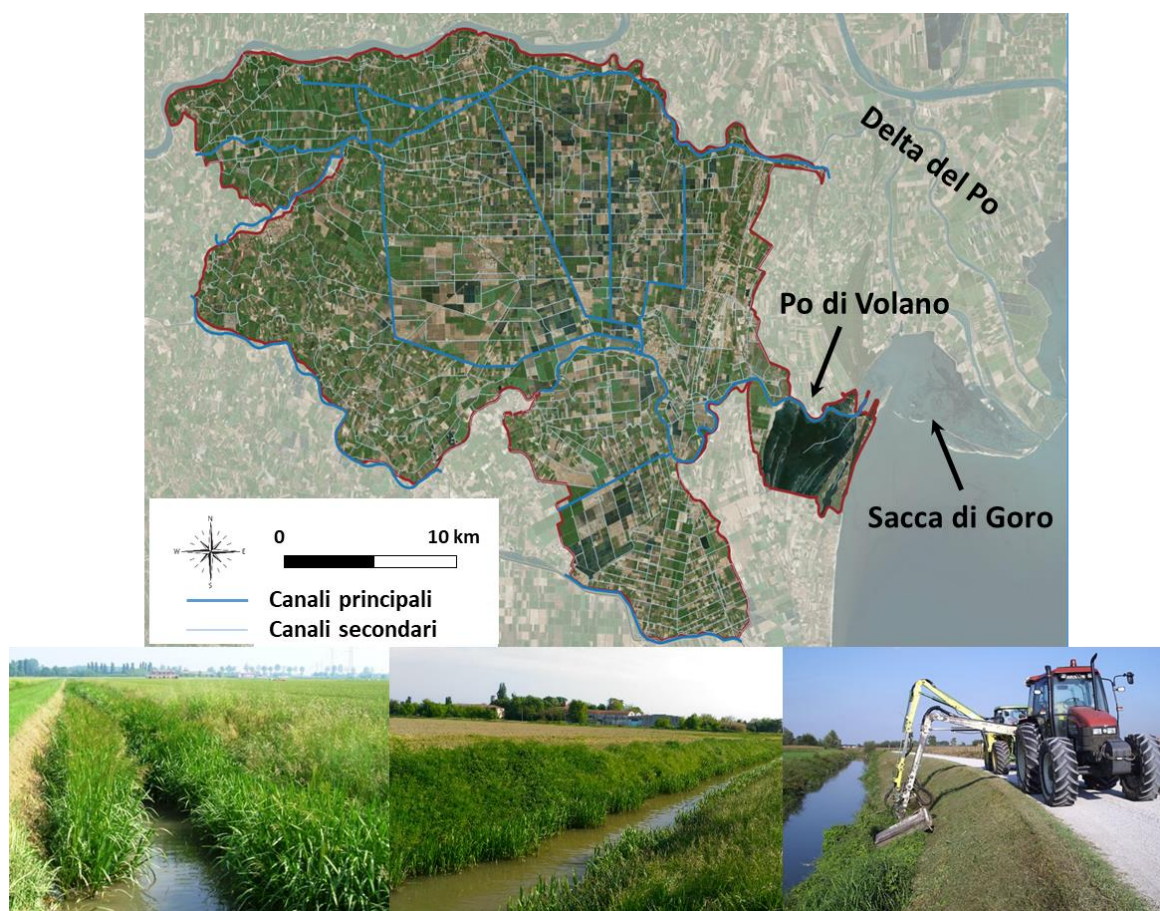 Delta del Po
Po di Volano
Sacca di Goro
N
W
E
S
0
10 km
Canali principali
Canali secondari